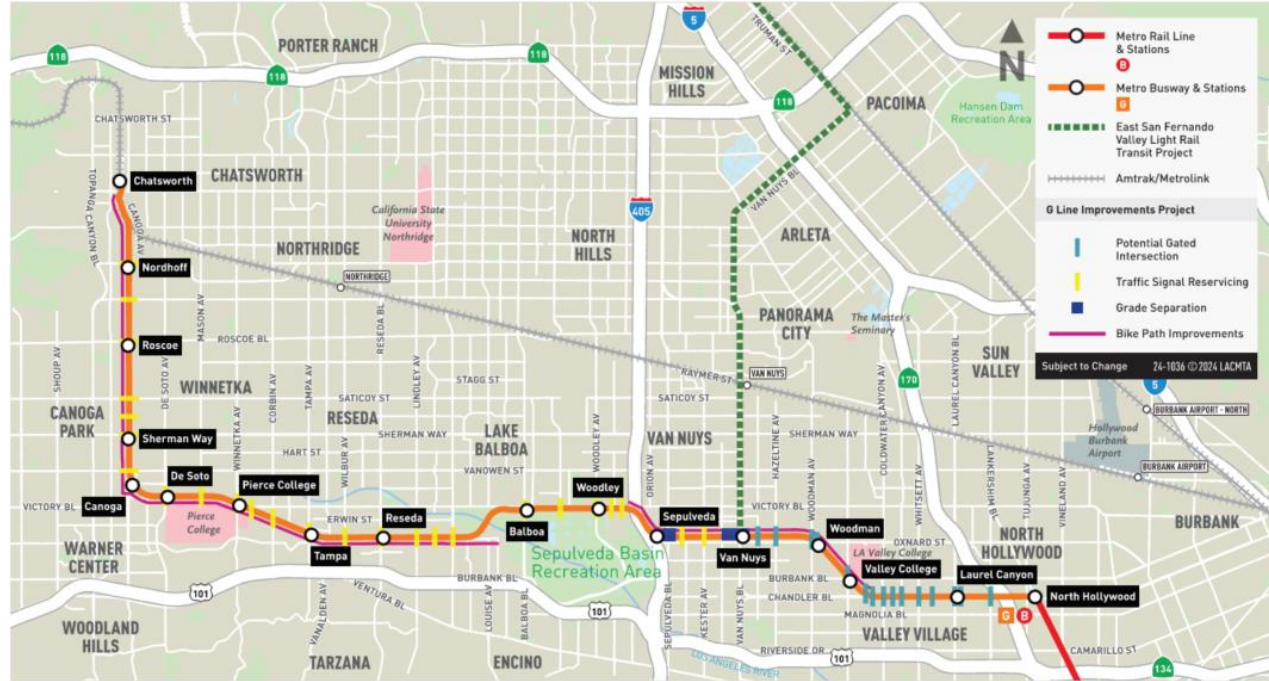 118
118
118
118
PORTER RANCH
5
TRUMAN ST
MISSION
HILLS
PACOIMA
Hansen Dam
Recreation Area
N
Metro Rail Line
& Stations
B
Metro Busway & Stations
G
East San Fernando
Valley Light Rail
Transit Project
Amtrak/Metrolink
G Line Improvements Project
Potential Gated
Intersection
Traffic Signal Reservicing
Grade Separation
Bike Path Improvements
Subject to Change
24-1036 © 2024 LACMTA
CHATSWORTH ST
Chatsworth
CHATSWORTH
TOPANGA CANYON BL
CANOGA AV
California State
University
Northridge
405
VAN NUYS BL
NORTHRIDGE
NORTH
HILLS
ARLETA
Nordhoff
NORTHRIDGE
MASON AV
RESEDA BL
PANORAMA
CITY
The Master's
Seminary
Roscoe
ROSCOE BL
SHOUP AV
DE SOTO AV
WINNETKA
CORBIN AV
TAMPA AV
LINDLEY AV
STAGG ST
RAYMER ST
VAN NUYS
170
LAUREL CANYON BL
SUN
VALLEY
5
BURBANK AIRPORT - NORTH
CANOGA
PARK
SATICOY ST
SATICOY ST
RESEDA
Sherman Way
WINNETKA AV
HART ST
WILBUR AV
SHERMAN WAY
LAKE
BALBOA
WOODLEY AV
VAN NUYS
ORION AV
HAZELTINE AV
SHERMAN WAY
WOODMAN AV
COLDWATER CANYON AV
WHITSETT AV
LANKERSHIM BL
TUJUNGA AV
VINELAND AV
Hollywood
Burbank
Airport
BURBANK AIRPORT
De Soto
Pierce College
VANOWEN ST
Woodley
Canoga
VICTORY BL
Pierce
College
ERWIN ST
Reseda
Balboa
Sepulveda
VICTORY BL
Woodman
OXNARD ST
NORTH
HOLLYWOOD
BURBANK
WARNER
CENTER
Tampa
Sepulveda Basin
Recreation Area
Van Nuys
LA Valley College
Valley College
Laurel Canyon
101
BURBANK BL
BURBANK BL
CHANDLER BL
North Hollywood
VENTURA BL
101
MAGNOLIA BL
G
B
WOODLAND
HILLS
VANALDEN AV
LOUISE AV
BALBOA BL
SEPULVEDA BL
KESTER AV
VAN NUYS BL
VALLEY VILLAGE
RIVERSIDE DR
101
CAMARILLO ST
TARZANA
ENCINO
LOS ANGELES RIVER
134